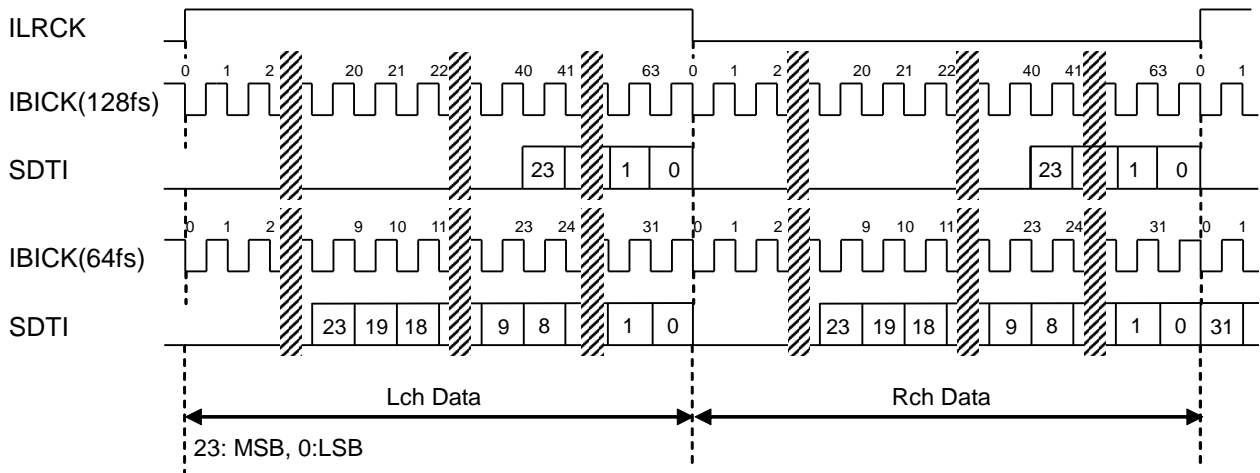 ILRCK
0 1 2 20 21 22 40 41 63 0 1 2 20 21 22 40 41 63 0 1
IBICK(128fs)
SDTI 23 1 0 23 1 0
0 1 2 9 10 11 23 24 31 0 1 2 9 10 11 23 24 31 0 1
IBICK(64fs)
SDTI 23 19 18 9 8 1 0 23 19 18 9 8 1 0 31
Lch Data Rch Data
23: MSB, 0:LSB